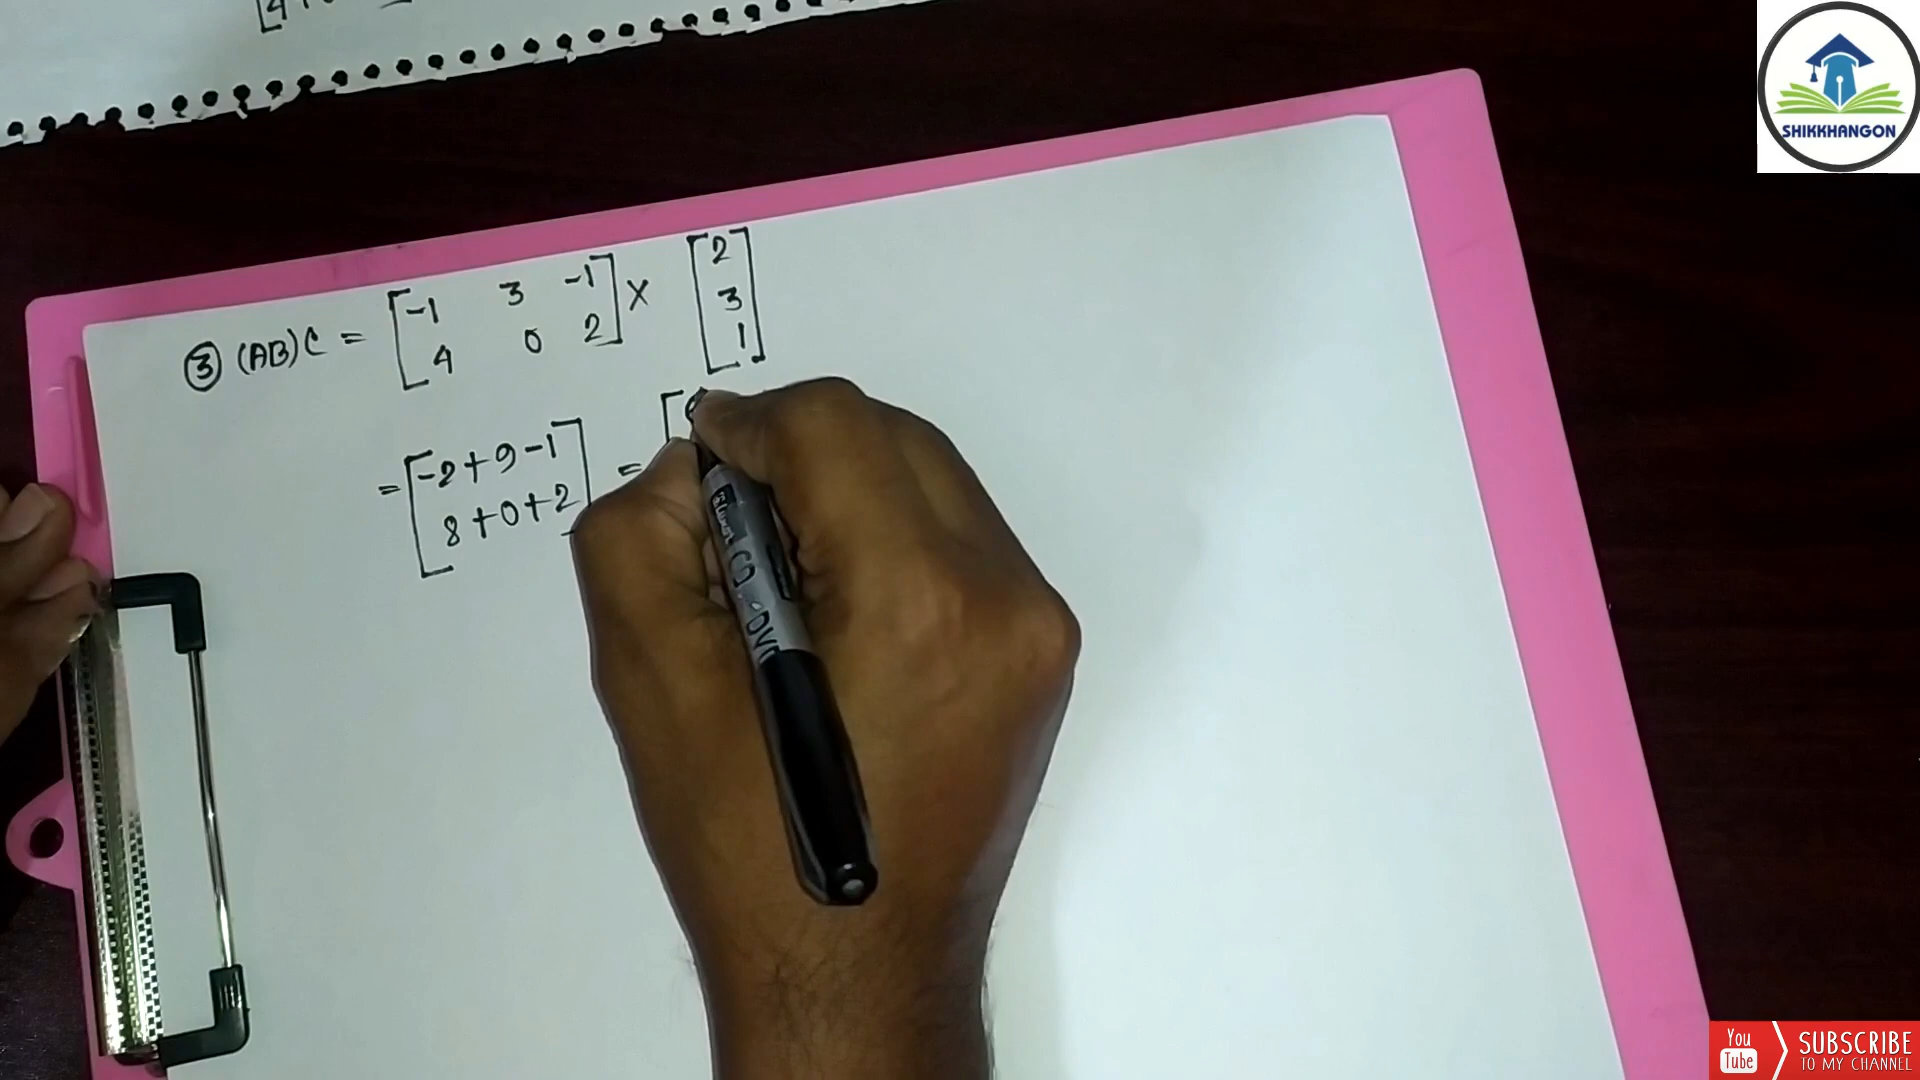 SHIKKHANGON
③ (AB)C = [-1 3 -1] × [2]
[4 0 2] [3]
[1]
= [-2+9-1] = [
[8+0+2]
CD
You Tube SUBSCRIBE
TO MY CHANNEL